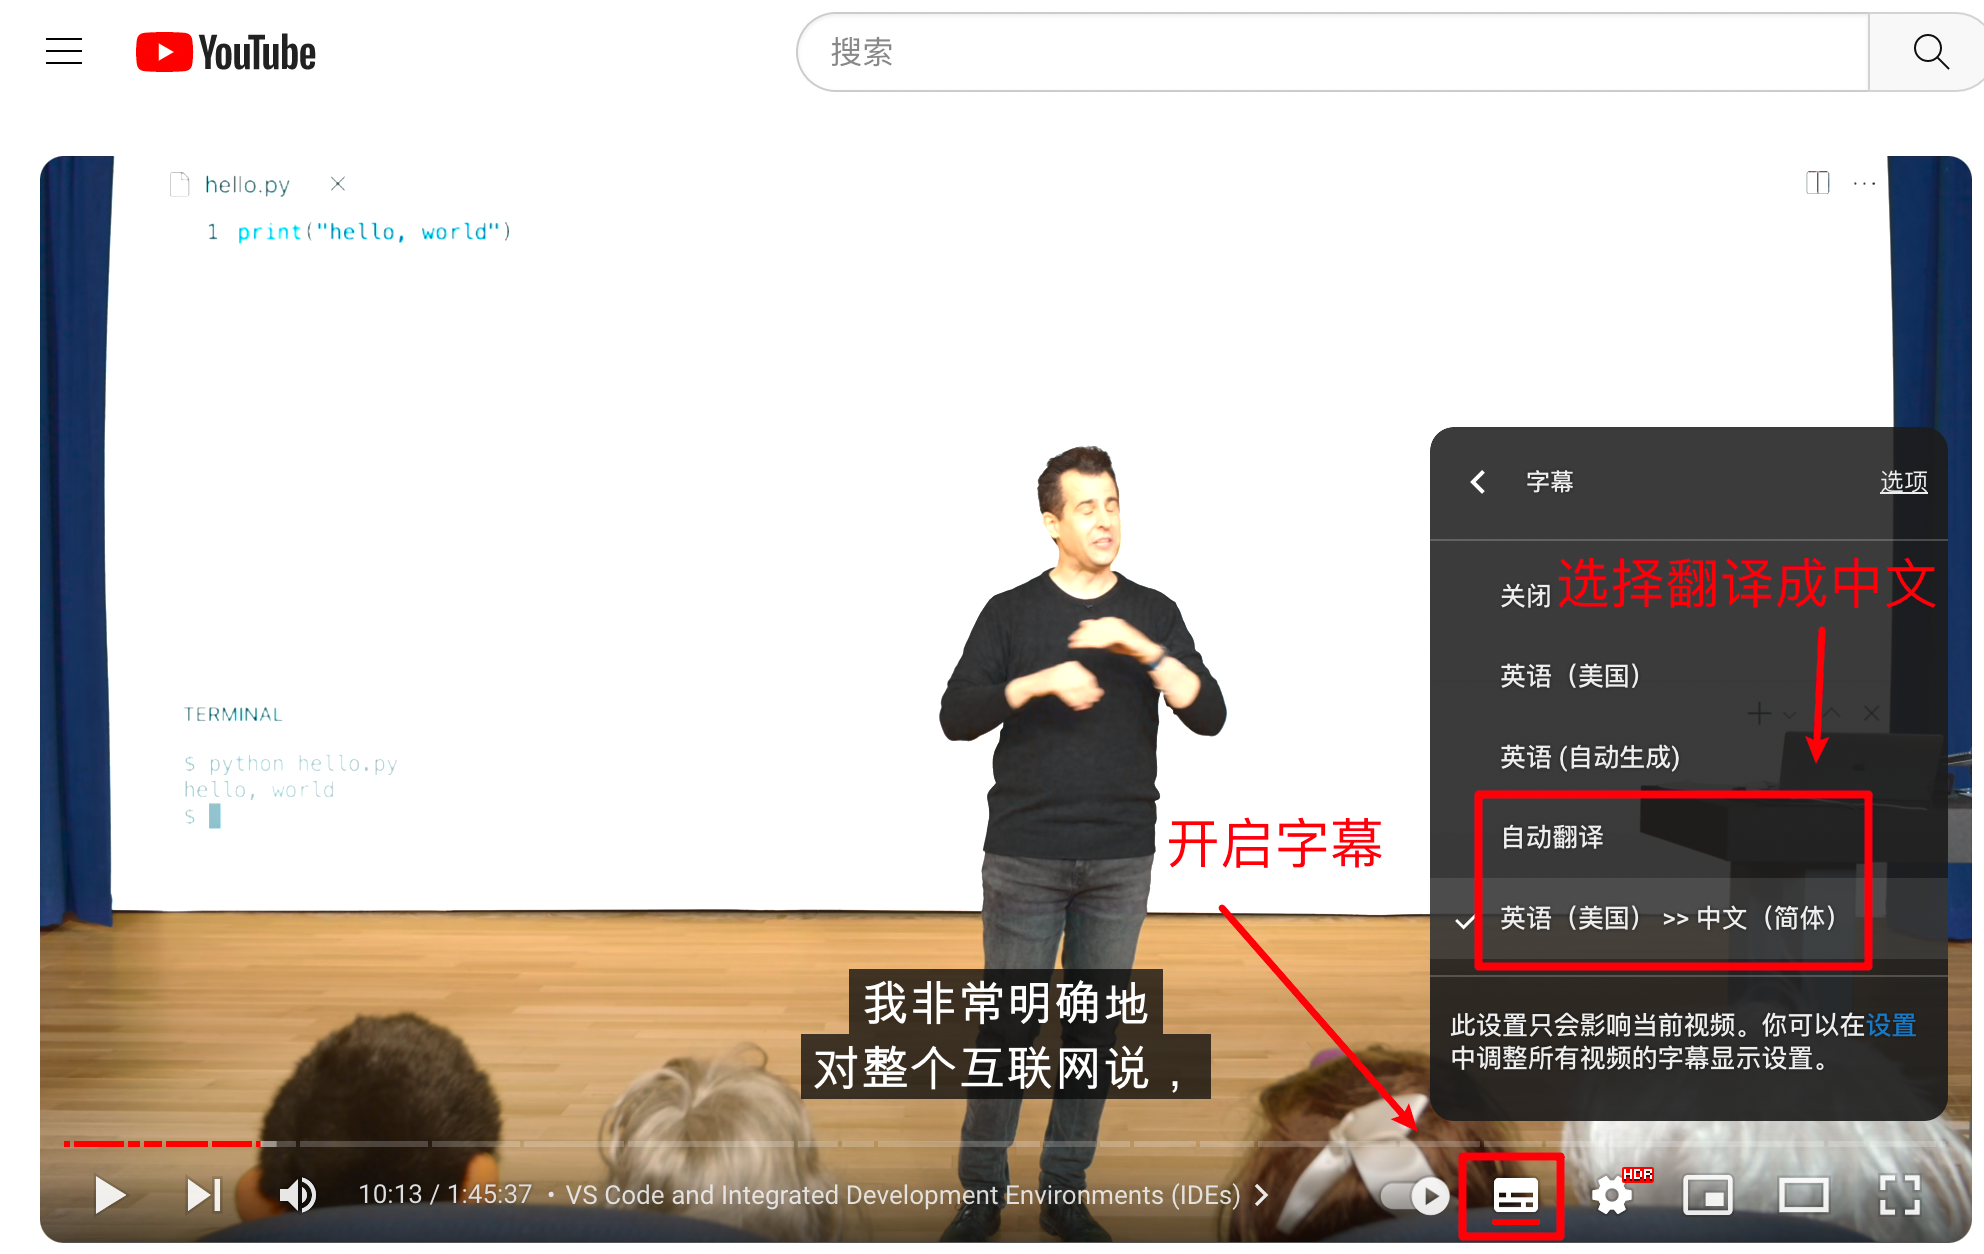 YouTube
搜索
hello.py
1 print("hello, world")
字幕
选项
关闭
选择翻译成中文
英语（美国）
英语 (自动生成)
TERMINAL
$ python hello.py
hello, world
$
开启字幕
自动翻译
英语（美国） >> 中文（简体）
我非常明确地
对整个互联网说，
此设置只会影响当前视频。你可以在设置
中调整所有视频的字幕显示设置。
10:13 / 1:45:37 • VS Code and Integrated Development Environments (IDEs)
HDR